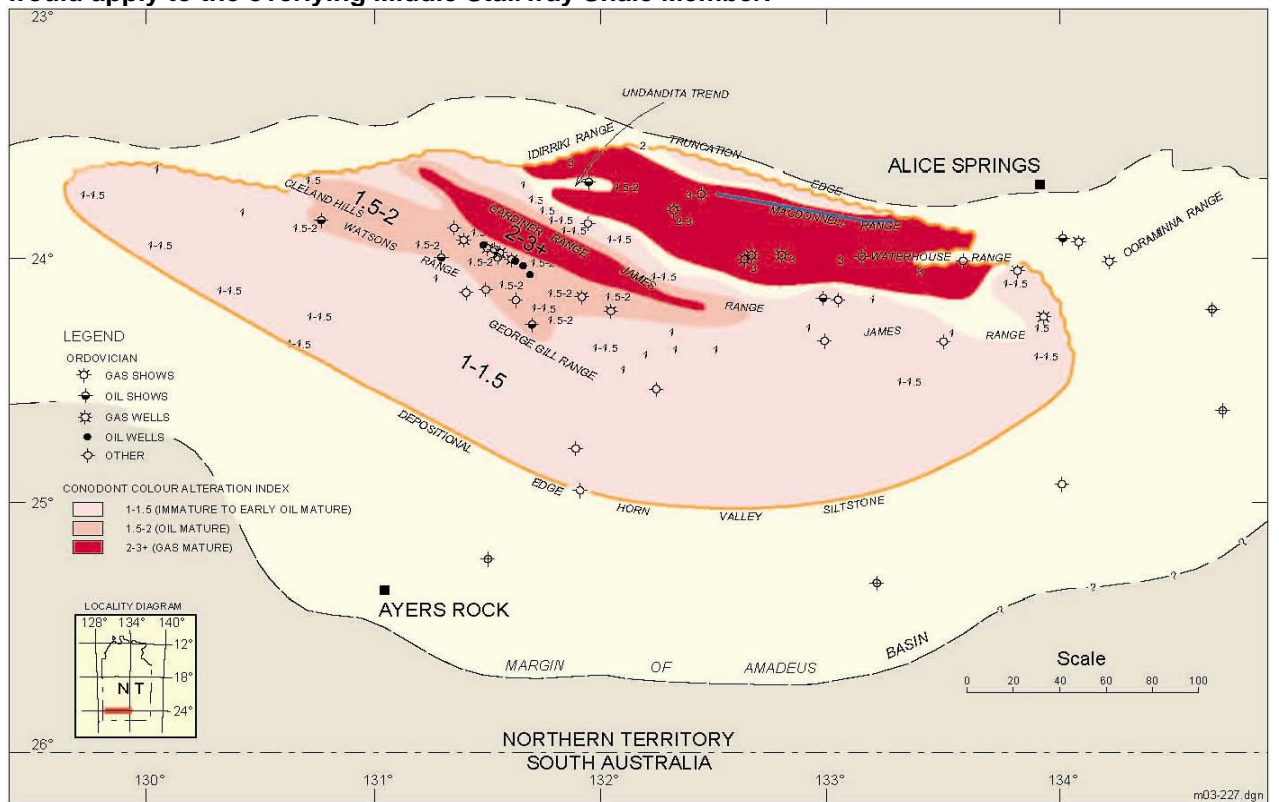 would apply to the overlying Middle Stairway Shale Member.
23°
UNDANDITA TREND
IDIRRIKI RANGE
TRUNCATION
EDGE
ALICE SPRINGS
MACDONNELL RANGE
OORAMINNA RANGE
CLELAND HILLS
1.5-2
WATSONS
RANGE
GARDINER RANGE
2-3+
WATERHOUSE RANGE
24°
JAMES
RANGE
JAMES
RANGE
GEORGE GILL RANGE
1-1.5
LEGEND
ORDOVICIAN
GAS SHOWS
OIL SHOWS
GAS WELLS
OIL WELLS
OTHER
DEPOSITIONAL
EDGE
HORN
VALLEY
SILTSTONE
25°
CONODONT COLOUR ALTERATION INDEX
1-1.5 (IMMATURE TO EARLY OIL MATURE)
1.5-2 (OIL MATURE)
2-3+ (GAS MATURE)
AYERS ROCK
LOCALITY DIAGRAM
128° 134° 140°
12°
18°
NT
24°
MARGIN OF AMADEUS BASIN
Scale
0 20 40 60 80 100
26°
NORTHERN TERRITORY
SOUTH AUSTRALIA
130° 131° 132° 133° 134°
m03-227.dgn